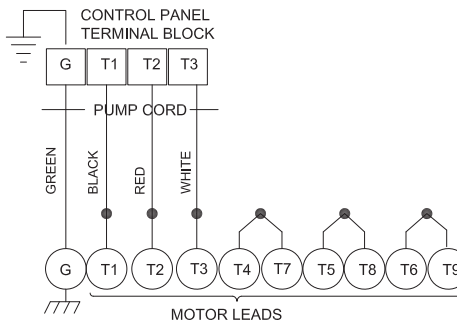 CONTROL PANEL
TERMINAL BLOCK
G T1 T2 T3
PUMP CORD
GREEN
BLACK
RED
WHITE
G T1 T2 T3 T4 T7 T5 T8 T6 T9
MOTOR LEADS